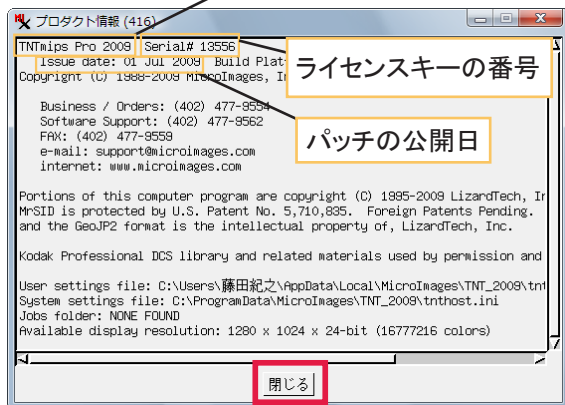 プロダクト情報 (416)
TNTmips Pro 2009 Serial# 13556
Issue date: 01 Jul 2009 Build Plat
ライセンスキーの番号
Copyright (C) 1988-2009 MicroImages, I
Business / Orders: (402) 477-9554
Software Support: (402) 477-9562
パッチの公開日
FAX: (402) 477-9559
e-mail: support@microimages.com
internet: www.microimages.com
Portions of this computer program are copyright (C) 1995-2009 LizardTech, Ir
MrSID is protected by U.S. Patent No. 5,710,835. Foreign Patents Pending.
and the GeoJP2 format is the intellectual property of, LizardTech, Inc.
Kodak Professional DCS library and related materials used by permission and
User settings file: C:\Users\藤田紀之\AppData\Local\MicroImages\TNT_2009\tnt
System settings file: C:\ProgramData\MicroImages\TNT_2009\tnthost.ini
Jobs folder: NONE FOUND
Available display resolution: 1280 x 1024 x 24-bit (16777216 colors)
閉じる